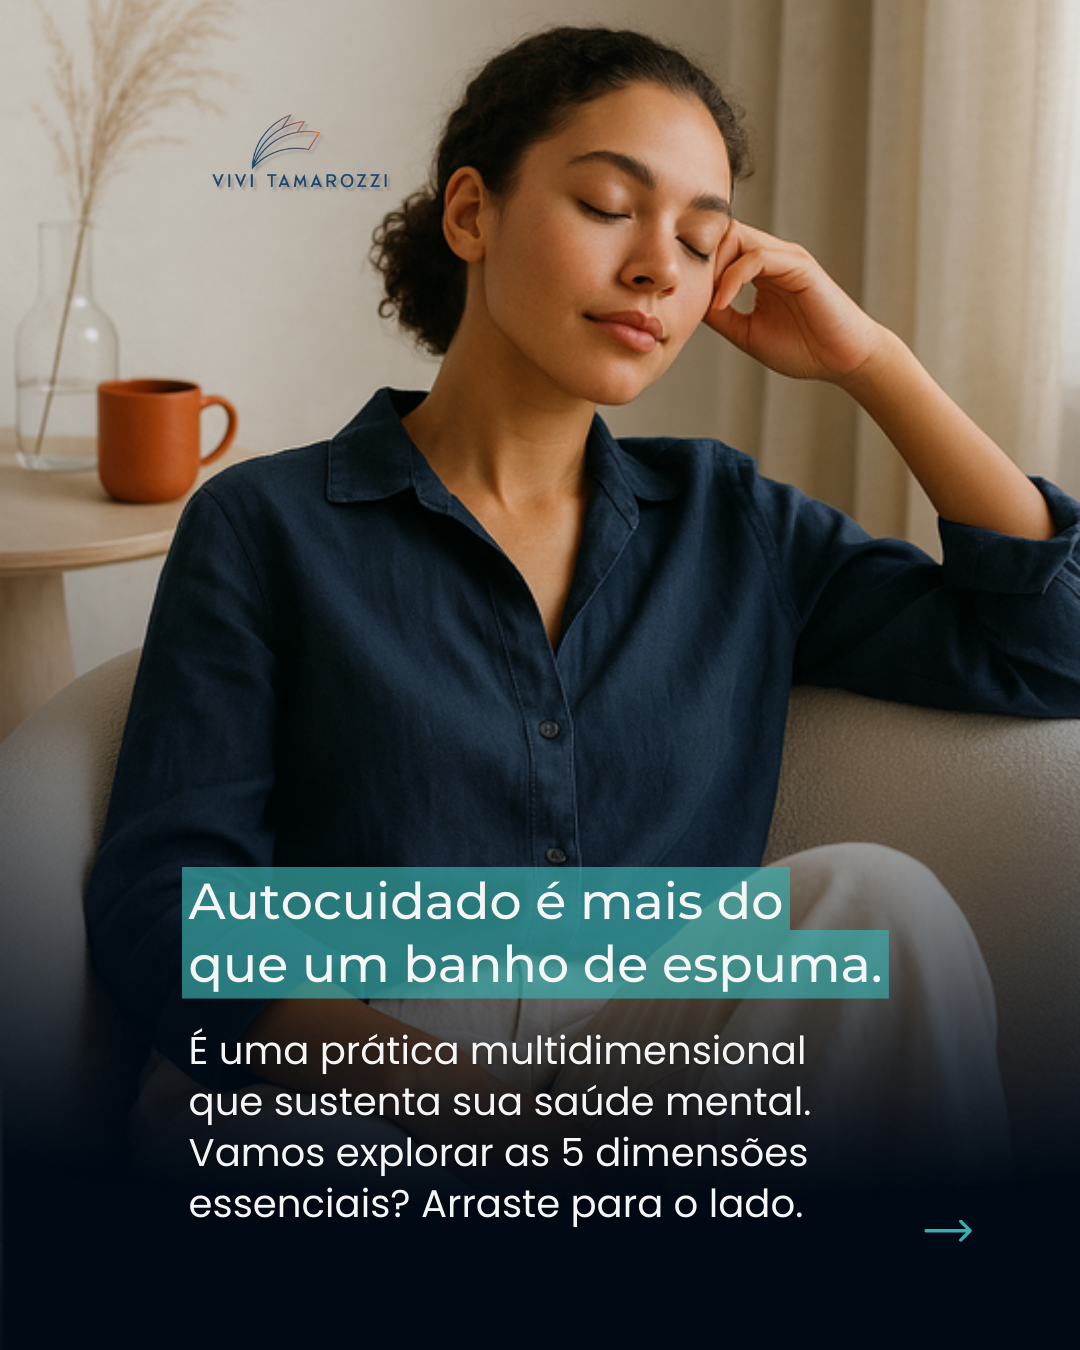 VIVI TAMAROZZI
Autocuidado é mais do
que um banho de espuma.
É uma prática multidimensional
que sustenta sua saúde mental.
Vamos explorar as 5 dimensões
essenciais? Arraste para o lado.